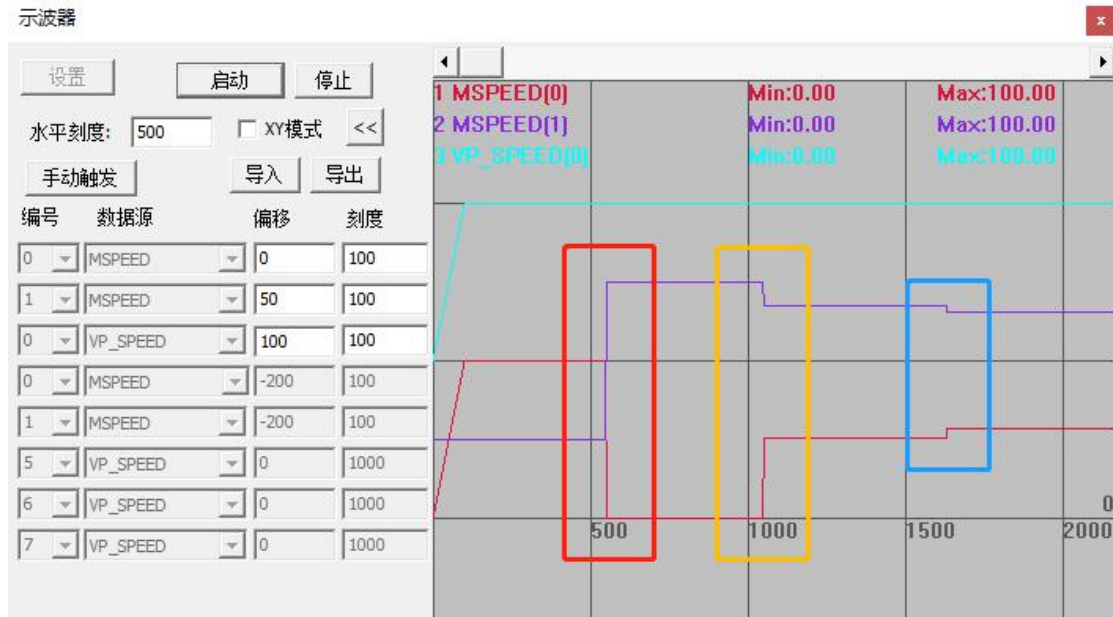 示波器
x
设置 启动 停止
水平刻度: 500 XY模式 <<
手动触发 导入 导出
编号 数据源 偏移 刻度
0 MSPEED 0 100
1 MSPEED 50 100
0 VP_SPEED 100 100
0 MSPEED -200 100
1 MSPEED -200 100
5 VP_SPEED 0 1000
6 VP_SPEED 0 1000
7 VP_SPEED 0 1000
1 MSPEED(0) Min:0.00 Max:100.00
2 MSPEED(1) Min:0.00 Max:100.00
3 VP_SPEED(0) Min:0.00 Max:100.00
0
500 1000 1500 2000